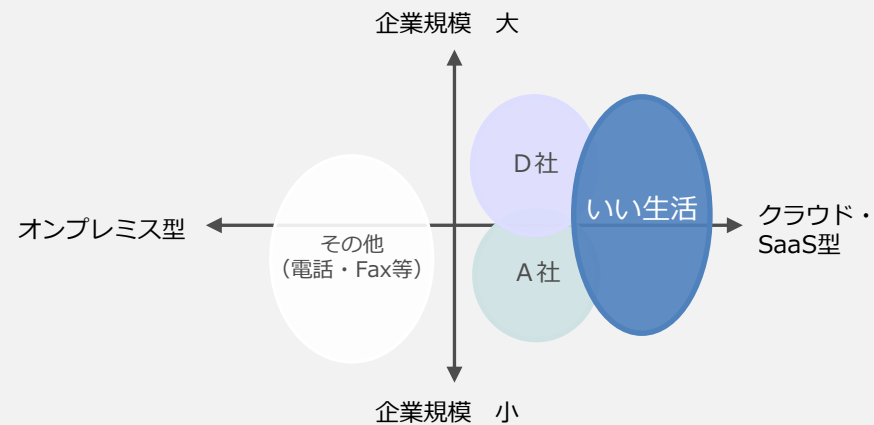 企業規模　大
D社
いい生活
オンプレミス型
クラウド・
SaaS型
その他
（電話・Fax等）
A社
企業規模　小